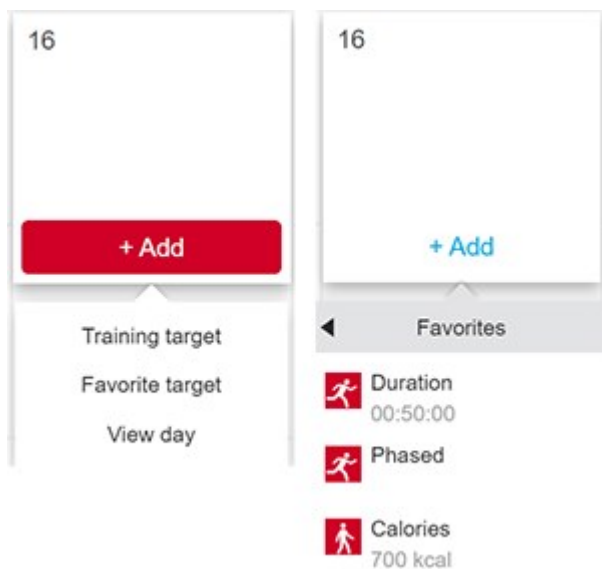 16
+ Add
Training target
Favorite target
View day
16
+ Add
Favorites
Duration
00:50:00
Phased
Calories
700 kcal